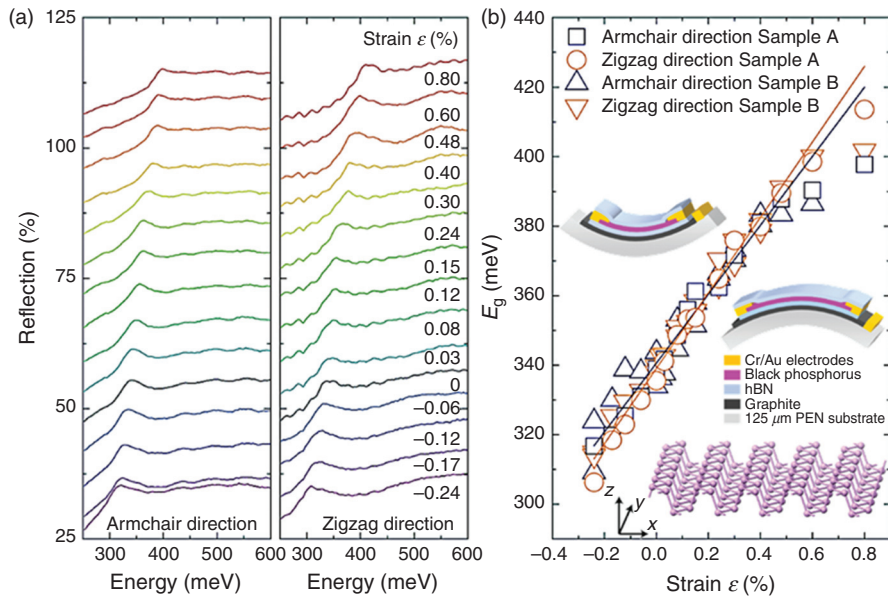 (a)
125
100
75
50
25
Reflection (%)
Armchair direction
300 400 500 600
Energy (meV)
Strain ε (%)
0.80
0.60
0.48
0.40
0.30
0.24
0.15
0.12
0.08
0.03
0
−0.06
−0.12
−0.17
−0.24
Zigzag direction
300 400 500 600
Energy (meV)
(b)
440
420
400
380
360
340
320
300
Eg (meV)
Armchair direction Sample A
Zigzag direction Sample A
Armchair direction Sample B
Zigzag direction Sample B
Cr/Au electrodes
Black phosphorus
hBN
Graphite
125 μm PEN substrate
z
y
x
−0.4 −0.2 0.0 0.2 0.4 0.6 0.8
Strain ε (%)